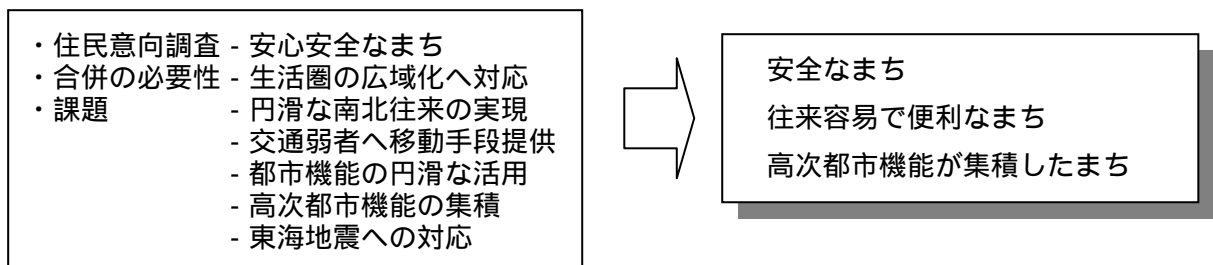 ・住民意向調査 - 安心安全なまち
・合併の必要性 - 生活圏の広域化へ対応
・課題 - 円滑な南北往来の実現
- 交通弱者へ移動手段提供
- 都市機能の円滑な活用
- 高次都市機能の集積
- 東海地震への対応
安全なまち
往来容易で便利なまち
高次都市機能が集積したまち